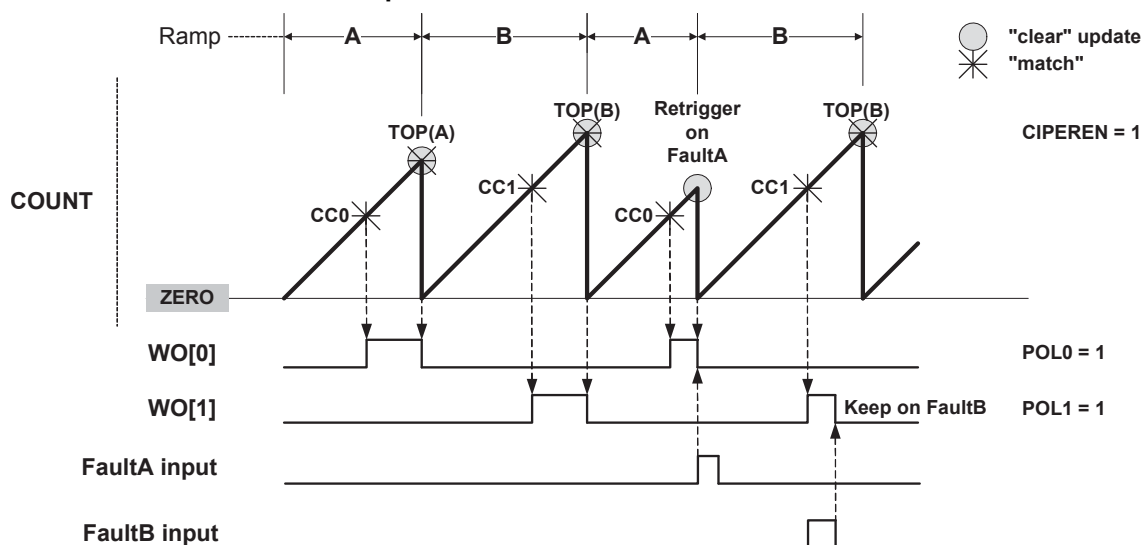 Ramp
A
B
A
B
"clear" update
"match"
TOP(A)
TOP(B)
Retrigger
on
FaultA
TOP(B)
CIPEREN = 1
COUNT
CC0
CC1
CC0
CC1
ZERO
WO[0]
POL0 = 1
WO[1]
Keep on FaultB
POL1 = 1
FaultA input
FaultB input